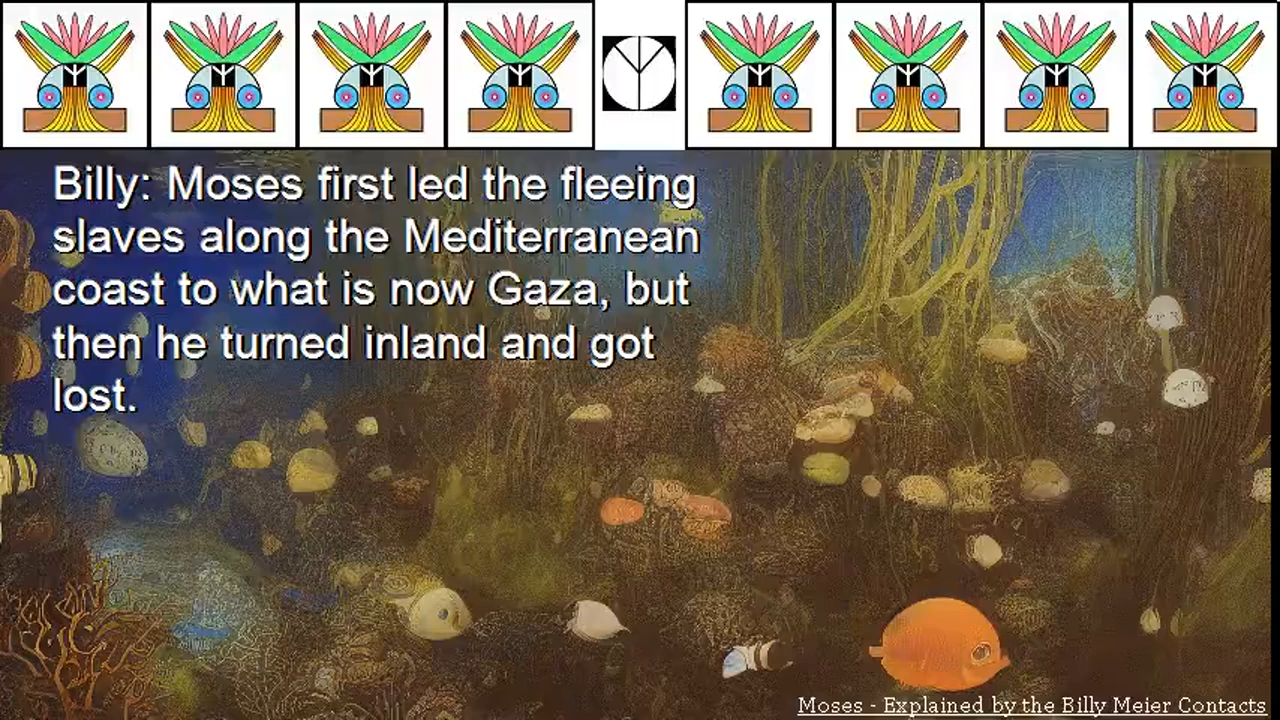 Billy: Moses first led the fleeing
slaves along the Mediterranean
coast to what is now Gaza, but
then he turned inland and got
lost.
Moses - Explained by the Billy Meier Contacts